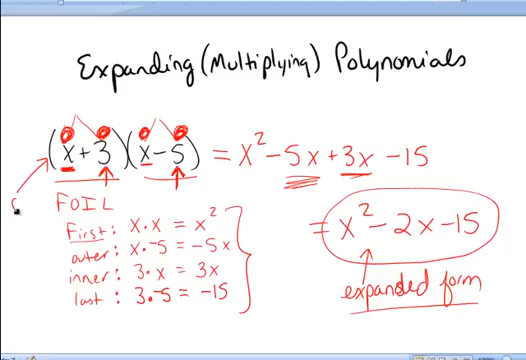 Expanding (Multiplying) Polynomials
(x + 3)(x - 5) = x² - 5x + 3x - 15
= x² - 2x - 15
expanded form
FOIL
First: x·x = x²
outer: x·-5 = -5x
inner: 3·x = 3x
last: 3·-5 = -15